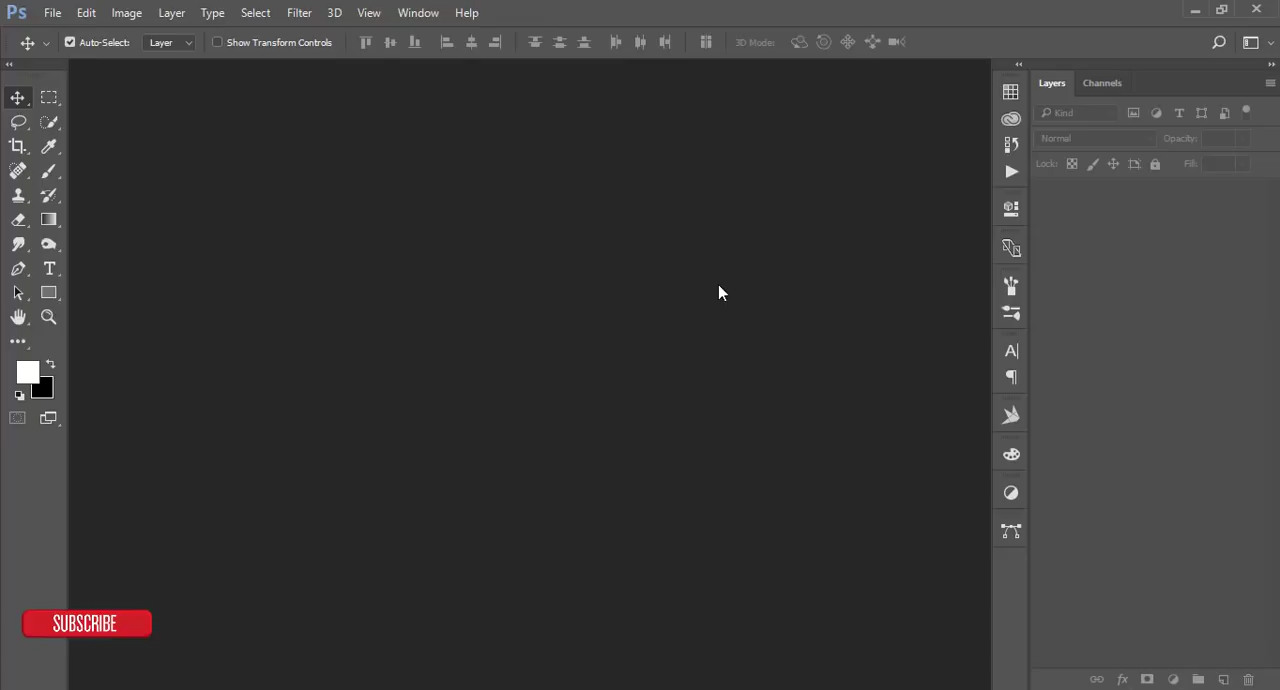 Ps File Edit Image Layer Type Select Filter 3D View Window Help
Auto-Select: Layer Show Transform Controls 3D Mode:
Layers Channels
Kind T
Normal Opacity:
Lock: Fill:
T
A
¶
SUBSCRIBE
fx